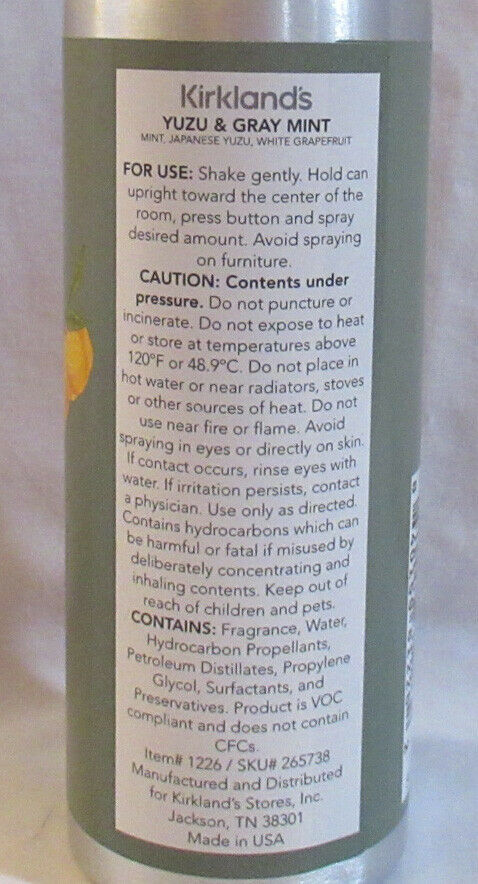 Kirkland's
YUZU & GRAY MINT
MINT, JAPANESE YUZU, WHITE GRAPEFRUIT
FOR USE: Shake gently. Hold can
upright toward the center of the
room, press button and spray
desired amount. Avoid spraying
on furniture.
CAUTION: Contents under
pressure. Do not puncture or
incinerate. Do not expose to heat
or store at temperatures above
120°F or 48.9°C. Do not place in
hot water or near radiators, stoves
or other sources of heat. Do not
use near fire or flame. Avoid
spraying in eyes or directly on skin.
If contact occurs, rinse eyes with
water. If irritation persists, contact
a physician. Use only as directed.
Contains hydrocarbons which can
be harmful or fatal if misused by
deliberately concentrating and
inhaling contents. Keep out of
reach of children and pets.
CONTAINS: Fragrance, Water,
Hydrocarbon Propellants,
Petroleum Distillates, Propylene
Glycol, Surfactants, and
Preservatives. Product is VOC
compliant and does not contain
CFCs.
Item# 1226 / SKU# 265738
Manufactured and Distributed
for Kirkland's Stores, Inc.
Jackson, TN 38301
Made in USA